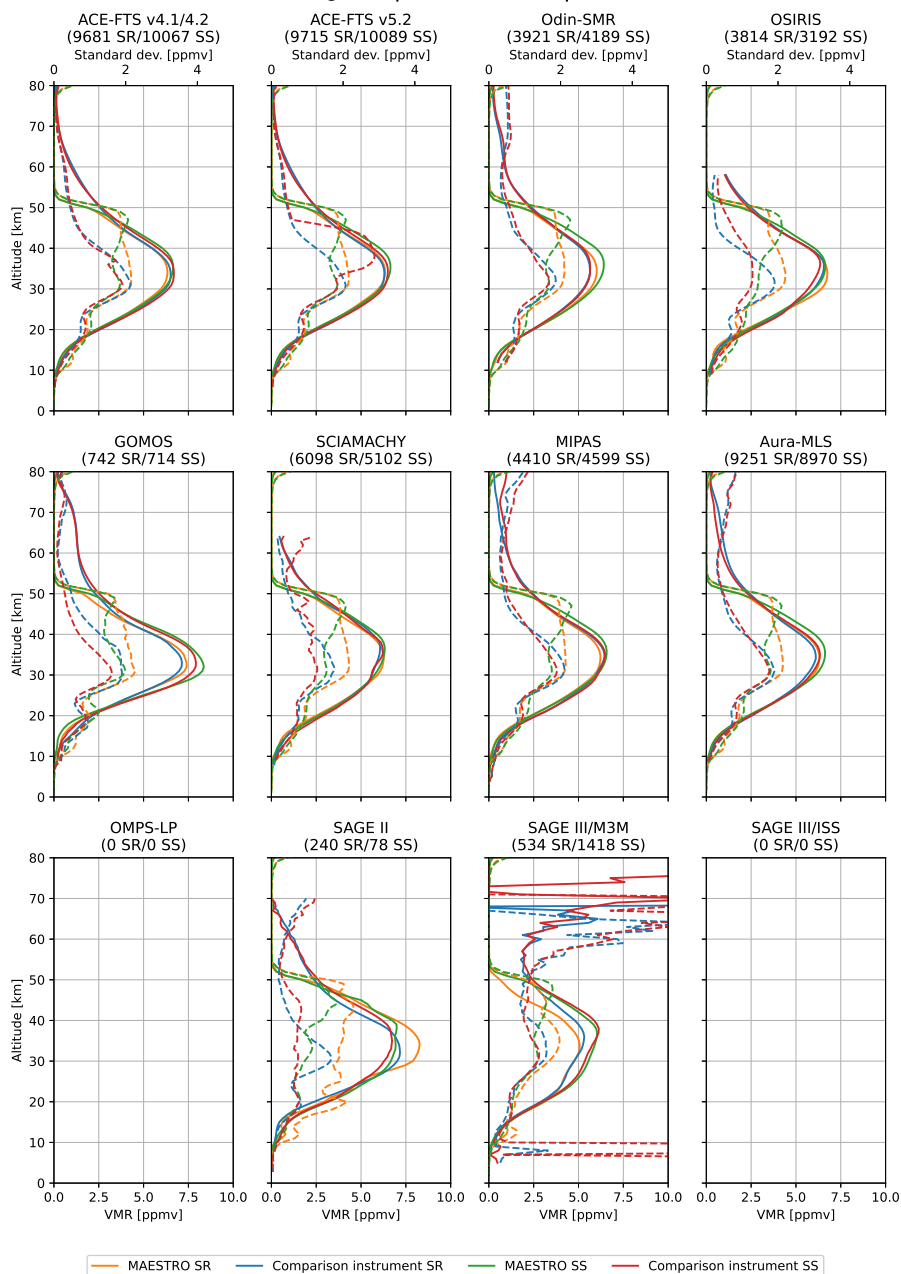 ACE-FTS v4.1/4.2
(9681 SR/10067 SS)
Standard dev. [ppmv]
0 2 4
ACE-FTS v5.2
(9715 SR/10089 SS)
Standard dev. [ppmv]
0 2 4
Odin-SMR
(3921 SR/4189 SS)
Standard dev. [ppmv]
0 2 4
OSIRIS
(3814 SR/3192 SS)
Standard dev. [ppmv]
0 2 4
80
70
60
50
40
30
20
10
0
Altitude [km]
GOMOS
(742 SR/714 SS)
SCIAMACHY
(6098 SR/5102 SS)
MIPAS
(4410 SR/4599 SS)
Aura-MLS
(9251 SR/8970 SS)
80
70
60
50
40
30
20
10
0
Altitude [km]
OMPS-LP
(0 SR/0 SS)
SAGE II
(240 SR/78 SS)
SAGE III/M3M
(534 SR/1418 SS)
SAGE III/ISS
(0 SR/0 SS)
80
70
60
50
40
30
20
10
0
Altitude [km]
0.0 2.5 5.0 7.5 10.0
VMR [ppmv]
0.0 2.5 5.0 7.5 10.0
VMR [ppmv]
0.0 2.5 5.0 7.5 10.0
VMR [ppmv]
0.0 2.5 5.0 7.5 10.0
VMR [ppmv]
MAESTRO SR
Comparison instrument SR
MAESTRO SS
Comparison instrument SS